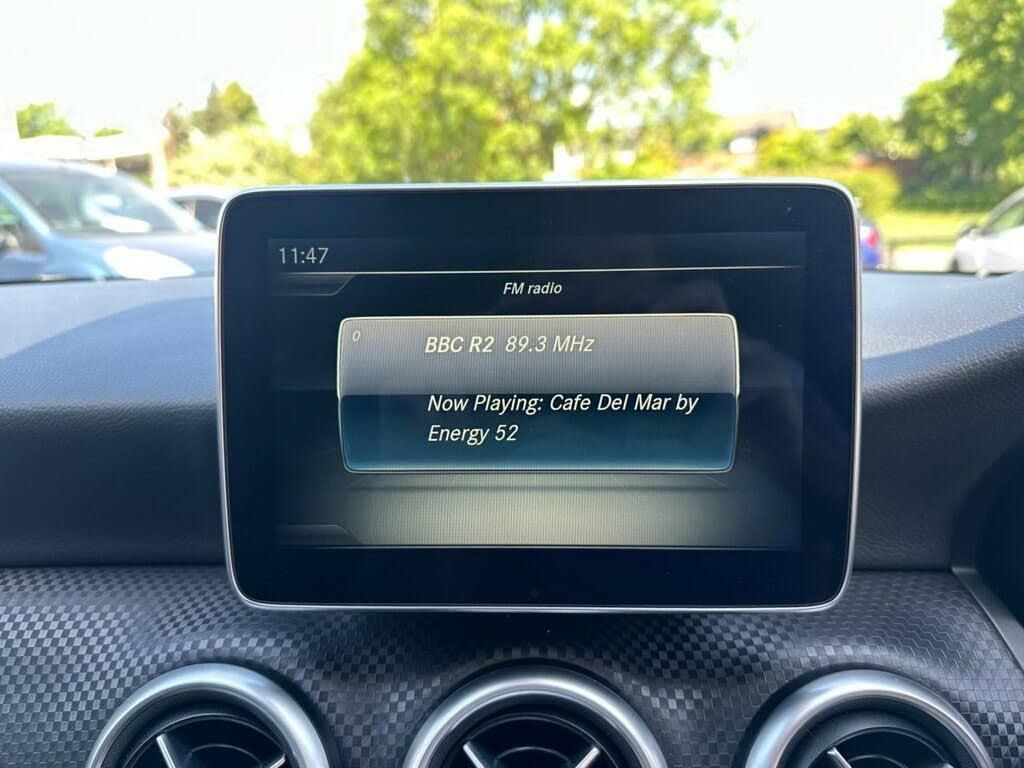 11:47
FM radio
0
BBC R2 89.3 MHz
Now Playing: Cafe Del Mar by
Energy 52